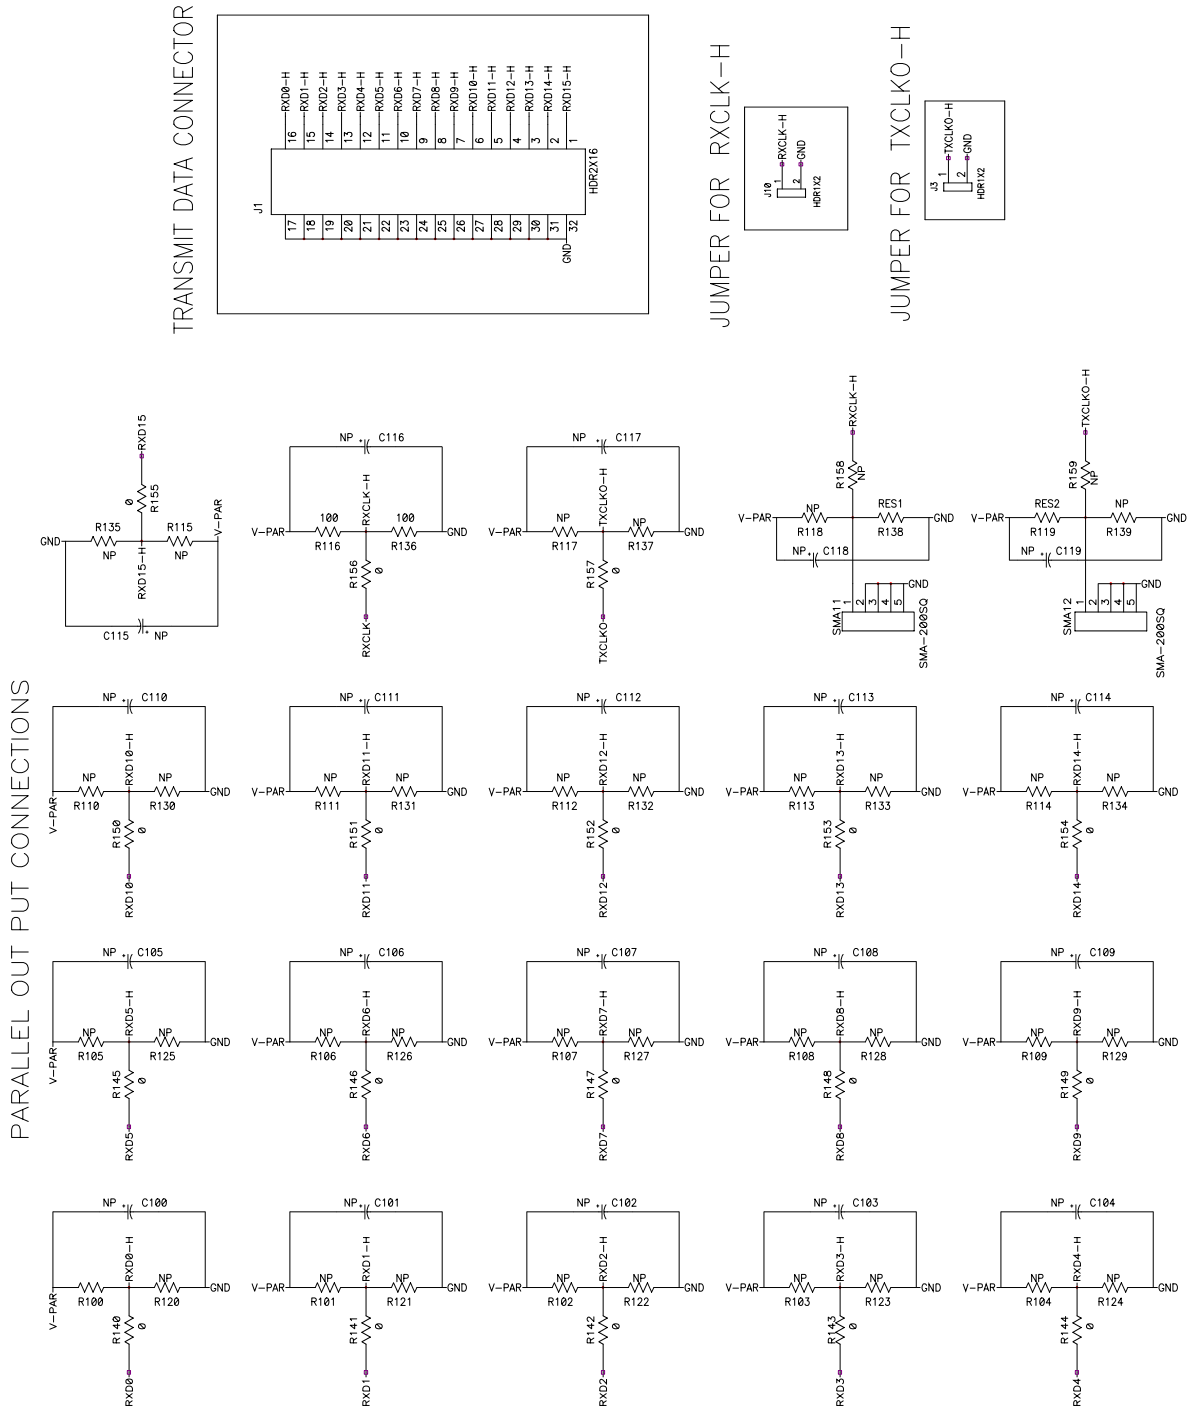 TRANSMIT DATA CONNECTOR
RXD0-H
RXD1-H
RXD2-H
RXD3-H
RXD4-H
RXD5-H
RXD6-H
RXD7-H
RXD8-H
RXD9-H
RXD10-H
RXD11-H
RXD12-H
RXD13-H
RXD14-H
RXD15-H
16
15
14
13
12
11
10
9
8
7
6
5
4
3
2
1
J1
HDR2X16
17
18
19
20
21
22
23
24
25
26
27
28
29
30
31
32
GND
JUMPER FOR RXCLK-H
J10
1
2
RXCLK-H
GND
HDR1X2
JUMPER FOR TXCLKO-H
J3
1
2
TXCLKO-H
GND
HDR1X2
PARALLEL OUT PUT CONNECTIONS
RXD15
0
R155
R135
R115
V-PAR
GND
NP
NP
RXD15-H
C115
+
NP
NP
+
C116
RXCLK-H
100
100
V-PAR
GND
R116
R136
R156
0
RXCLK
NP
+
C117
TXCLKO-H
NP
NP
V-PAR
GND
R117
R137
R157
0
TXCLKO
RXCLK-H
R158
NP
NP
RES1
V-PAR
GND
R118
R138
NP
+
C118
SMA11
1
2
3
4
5
GND
SMA-200SQ
TXCLKO-H
R159
NP
RES2
NP
V-PAR
GND
R119
R139
NP
+
C119
SMA12
1
2
3
4
5
GND
SMA-200SQ
NP
+
C110
RXD10-H
NP
NP
V-PAR
GND
R110
R130
R150
0
RXD10
NP
+
C111
RXD11-H
NP
NP
V-PAR
GND
R111
R131
R151
0
RXD11
NP
+
C112
RXD12-H
NP
NP
V-PAR
GND
R112
R132
R152
0
RXD12
NP
+
C113
RXD13-H
NP
NP
V-PAR
GND
R113
R133
R153
0
RXD13
NP
+
C114
RXD14-H
NP
NP
V-PAR
GND
R114
R134
R154
0
RXD14
NP
+
C105
RXD5-H
NP
NP
V-PAR
GND
R105
R125
R145
0
RXD5
NP
+
C106
RXD6-H
NP
NP
V-PAR
GND
R106
R126
R146
0
RXD6
NP
+
C107
RXD7-H
NP
NP
V-PAR
GND
R107
R127
R147
0
RXD7
NP
+
C108
RXD8-H
NP
NP
V-PAR
GND
R108
R128
R148
0
RXD8
NP
+
C109
RXD9-H
NP
NP
V-PAR
GND
R109
R129
R149
0
RXD9
NP
+
C100
RXD0-H
NP
V-PAR
GND
R100
R120
R140
0
RXD0
NP
+
C101
RXD1-H
NP
NP
V-PAR
GND
R101
R121
R141
0
RXD1
NP
+
C102
RXD2-H
NP
NP
V-PAR
GND
R102
R122
R142
0
RXD2
NP
+
C103
RXD3-H
NP
NP
V-PAR
GND
R103
R123
R143
0
RXD3
NP
+
C104
RXD4-H
NP
NP
V-PAR
GND
R104
R124
R144
0
RXD4